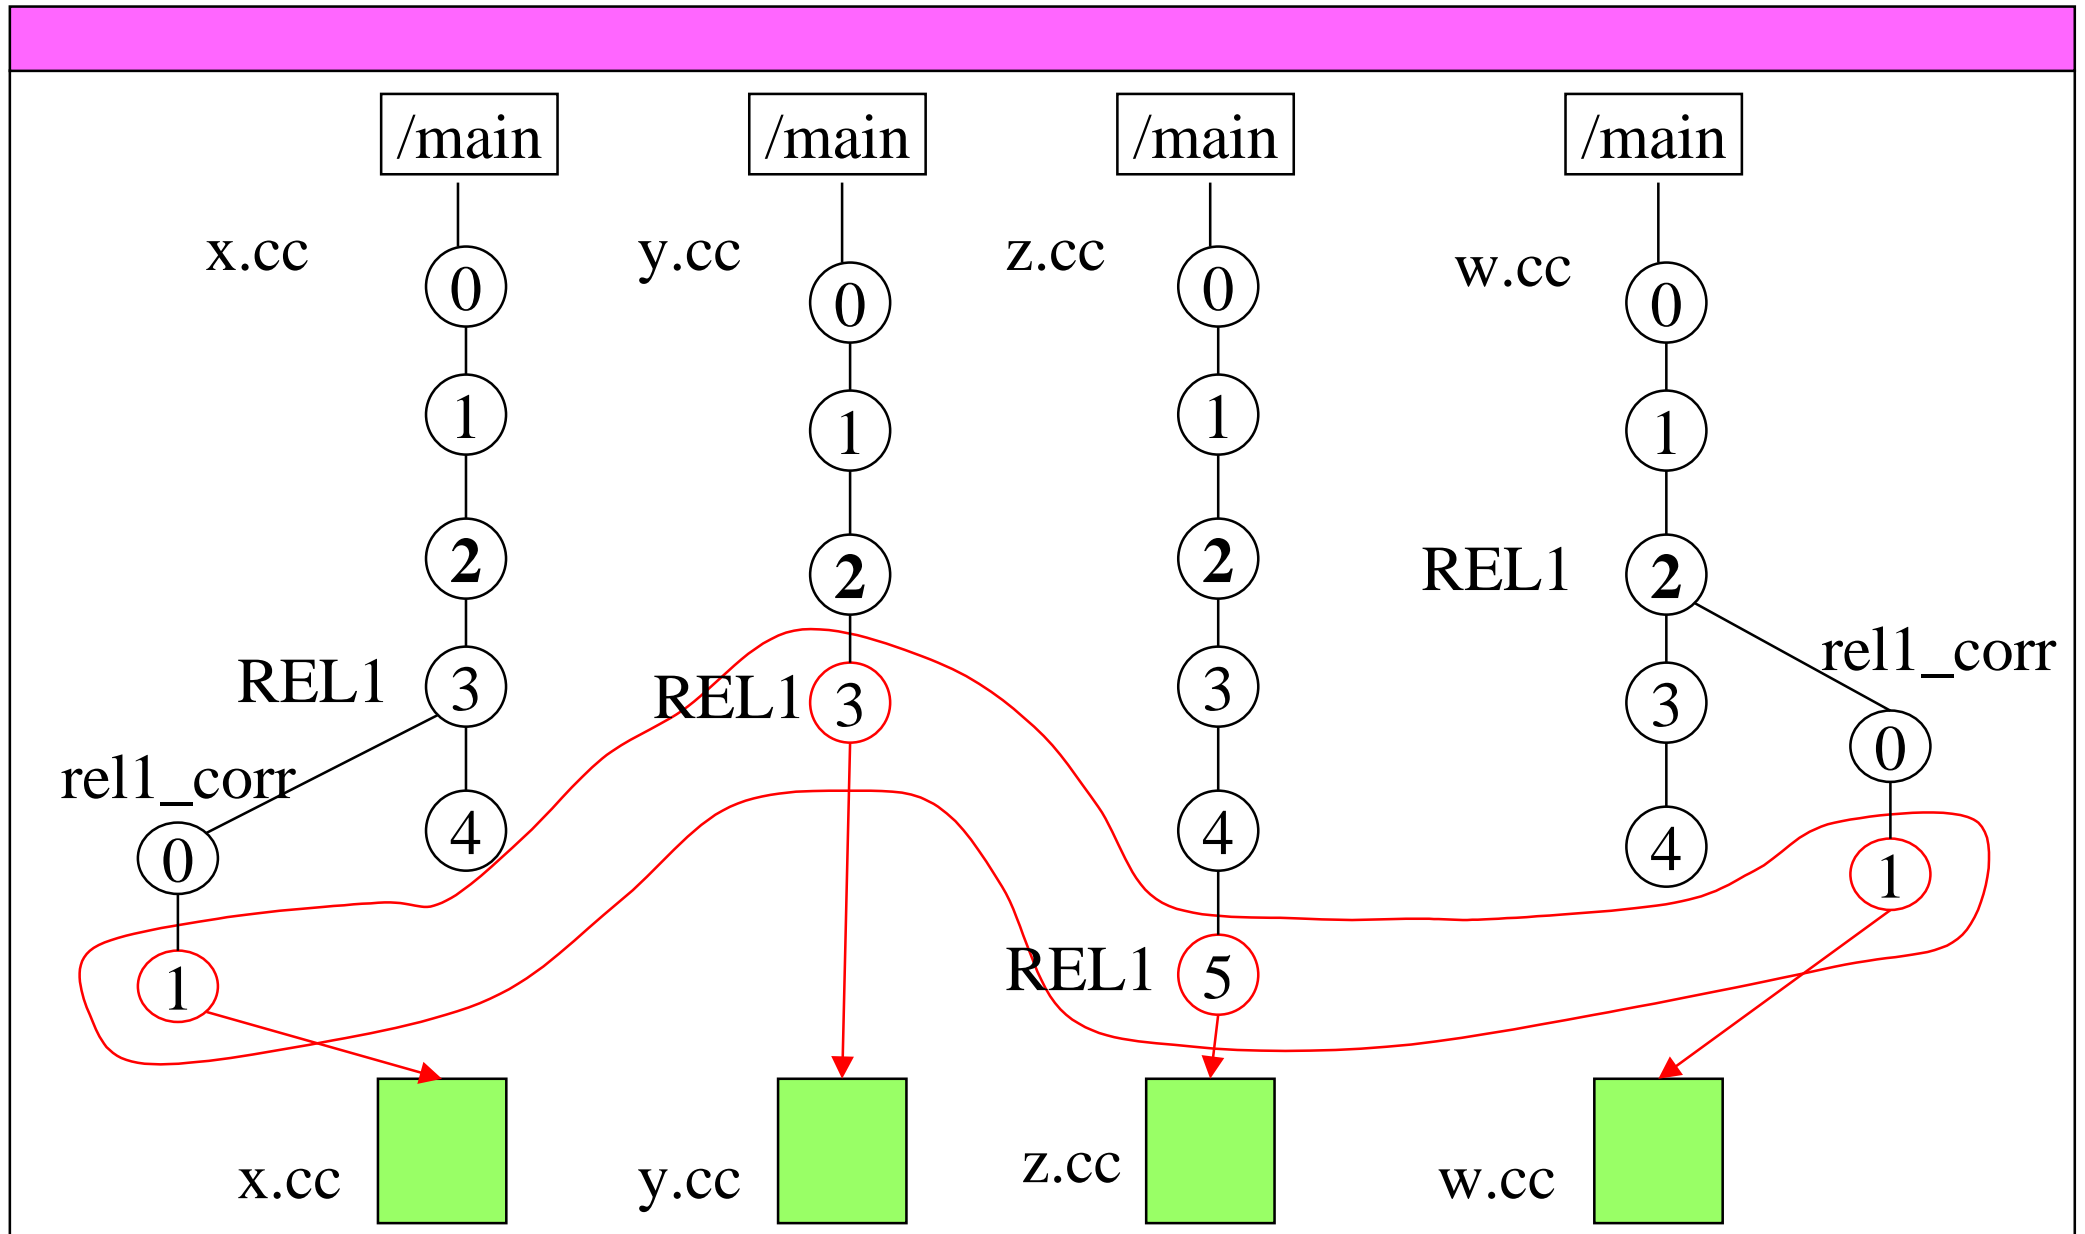 /main /main /main /main
x.cc y.cc z.cc w.cc
0 0 0 0
1 1 1 1
2 2 2 REL1 2
REL1 3 REL1 3 3 3 rel1_corr
rel1_corr 0 4 4 4 0
1 REL1 5 1
x.cc y.cc z.cc w.cc